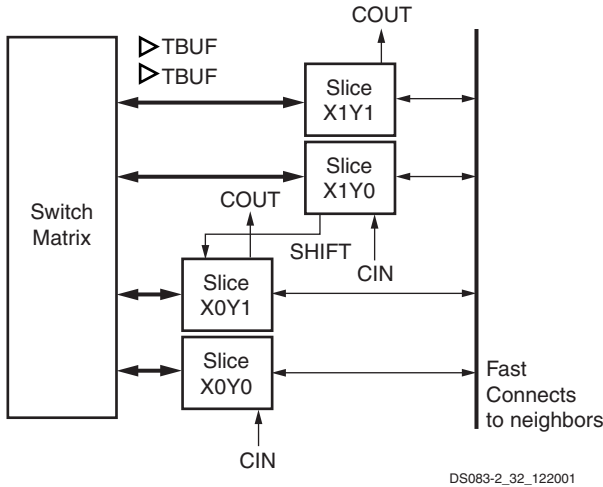 COUT
TBUF
TBUF
Slice
X1Y1
Slice
X1Y0
Switch
Matrix
COUT
SHIFT
CIN
Slice
X0Y1
Slice
X0Y0
Fast
Connects
to neighbors
CIN
DS083-2_32_122001